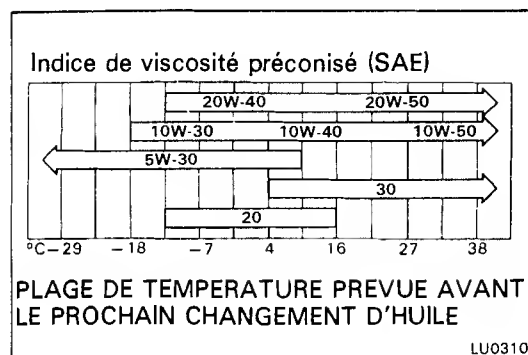 Indice de viscosité préconisé (SAE)
20W-40 20W-50
10W-30 10W-40 10W-50
5W-30
30
20
°C-29 -18 -7 4 16 27 38
PLAGE DE TEMPERATURE PREVUE AVANT
LE PROCHAIN CHANGEMENT D'HUILE
LU0310